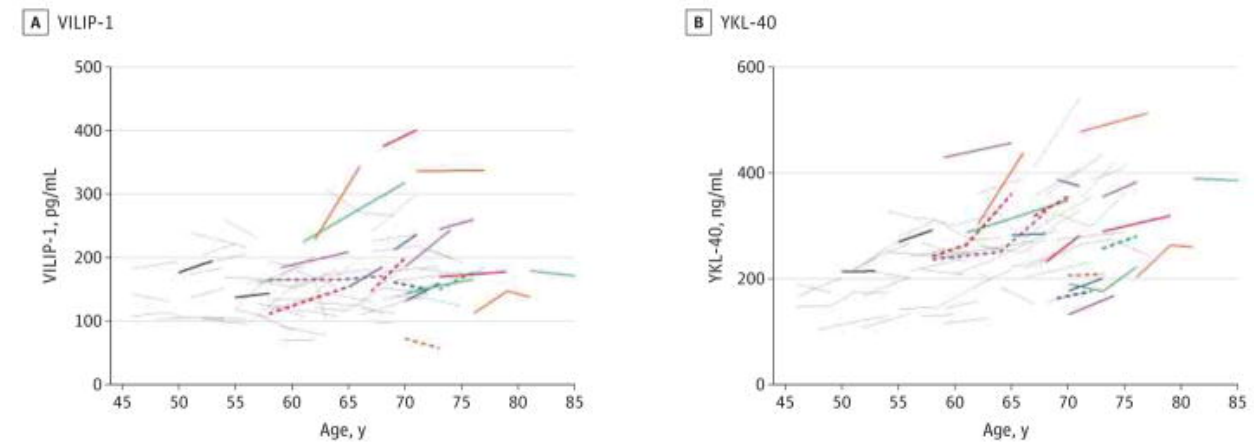 A VILIP-1
500
400
300
200
100
0
VILIP-1, pg/mL
45 50 55 60 65 70 75 80 85
Age, y
B YKL-40
600
400
200
0
YKL-40, ng/mL
45 50 55 60 65 70 75 80 85
Age, y